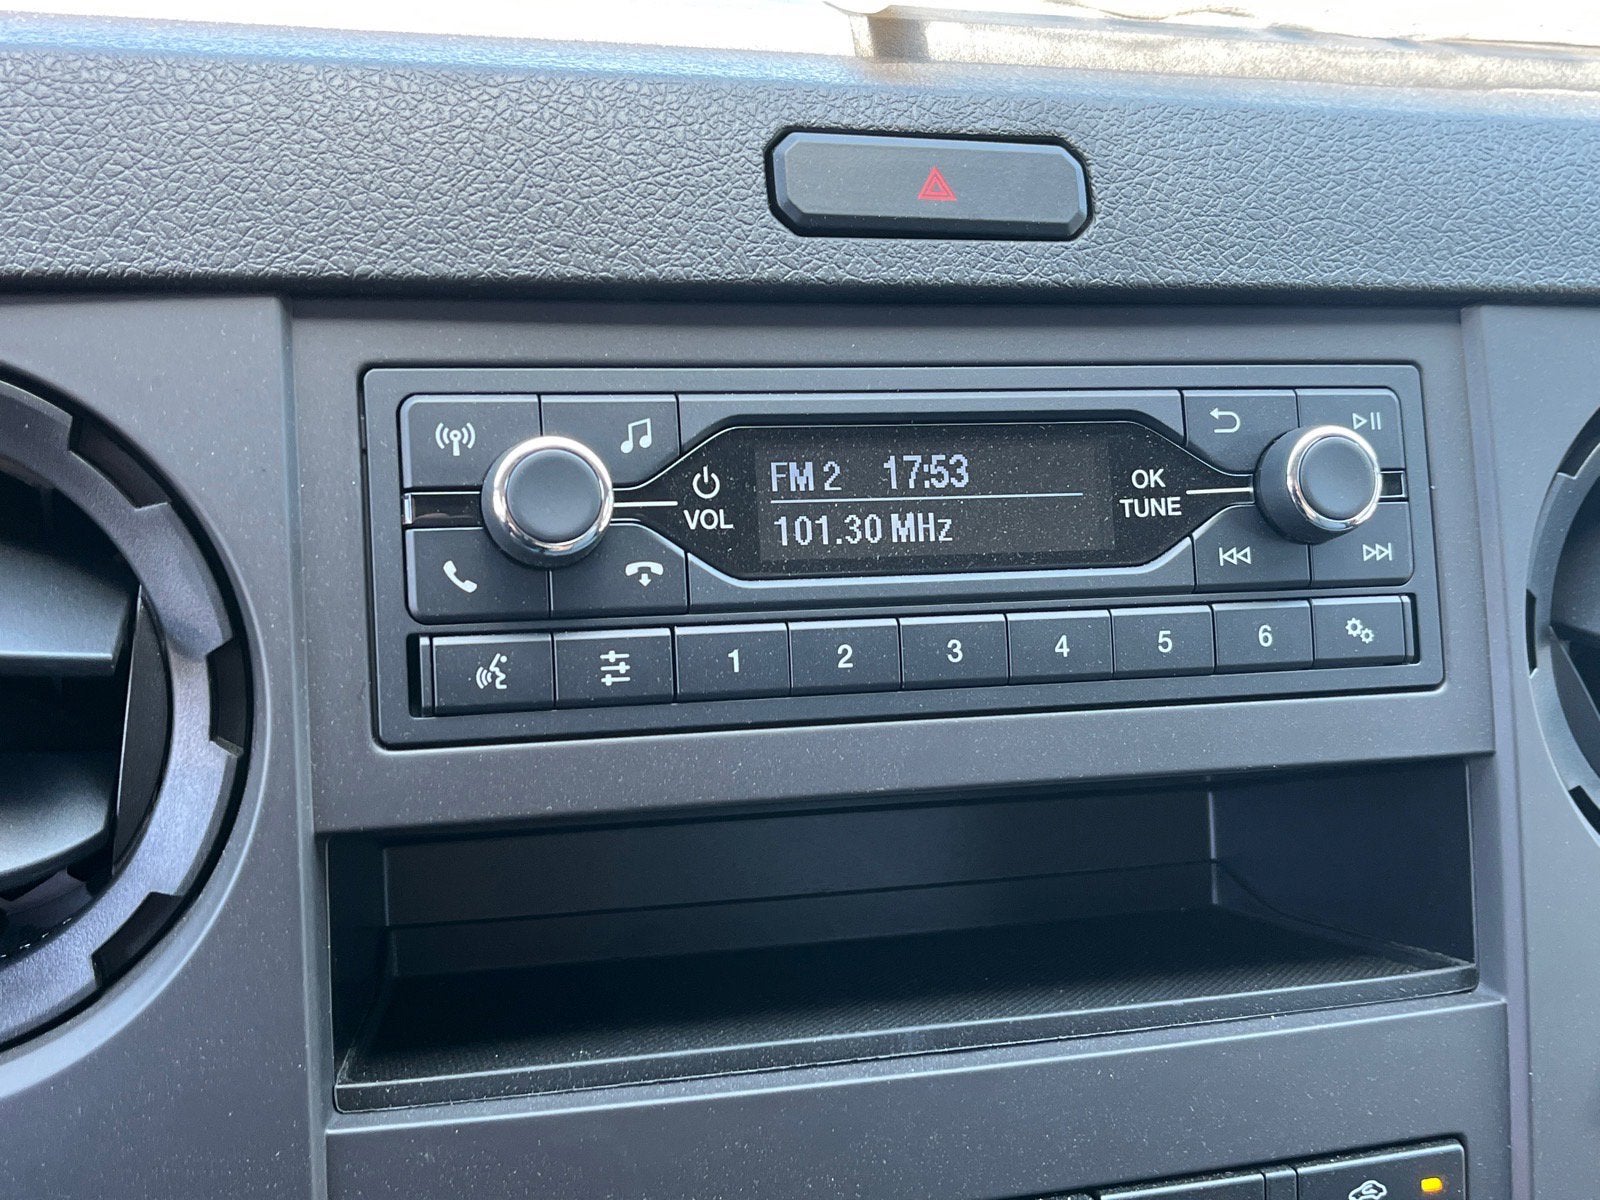 FM 2 17:53
101.30 MHz
VOL
OK
TUNE
1 2 3 4 5 6